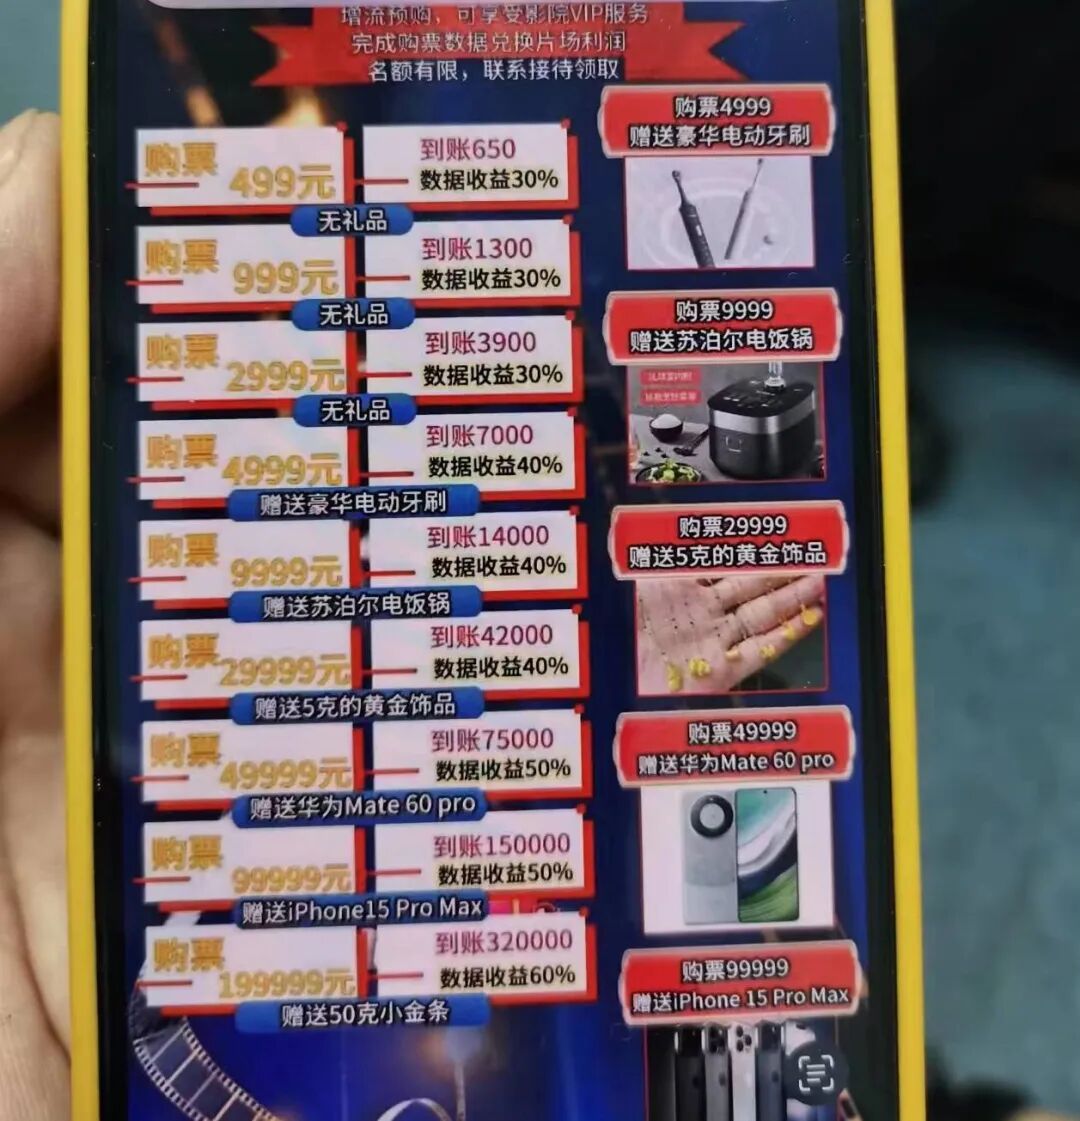 增流预购，可享受影院VIP服务
完成购票数据兑换片场利润
名额有限，联系接待领取
购票
499元
到账650
数据收益30%
无礼品
购票
999元
到账1300
数据收益30%
无礼品
购票
2999元
到账3900
数据收益30%
无礼品
购票
4999元
到账7000
数据收益40%
赠送豪华电动牙刷
购票
9999元
到账14000
数据收益40%
赠送苏泊尔电饭锅
购票
29999元
到账42000
数据收益40%
赠送5克的黄金饰品
购票
49999元
到账75000
数据收益50%
赠送华为Mate 60 pro
购票
99999元
到账150000
数据收益50%
赠送iPhone15 Pro Max
购票
199999元
到账320000
数据收益60%
赠送50克小金条
购票4999
赠送豪华电动牙刷
购票9999
赠送苏泊尔电饭锅
购票29999
赠送5克的黄金饰品
购票49999
赠送华为Mate 60 pro
购票99999
赠送iPhone 15 Pro Max